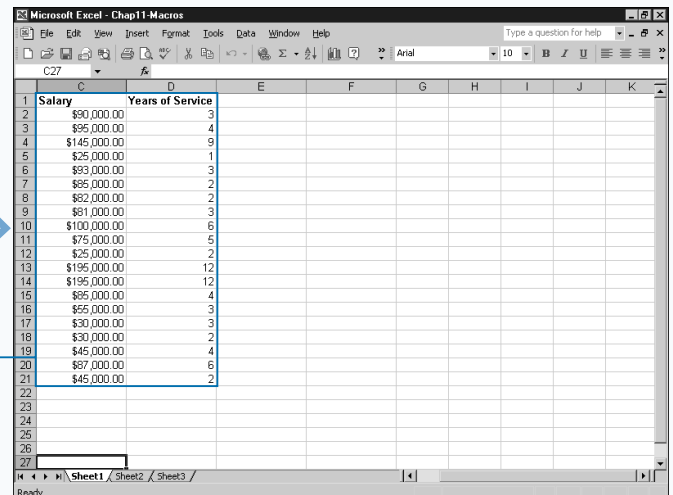 Microsoft Excel - Chap11-Macros
File Edit View Insert Format Tools Data Window Help Type a question for help
Arial 10 B I U
C27 fx
C D E F G H I J K
1 Salary Years of Service
2 $90,000.00 3
3 $95,000.00 4
4 $145,000.00 9
5 $25,000.00 1
6 $93,000.00 3
7 $85,000.00 2
8 $82,000.00 2
9 $81,000.00 3
10 $100,000.00 6
11 $75,000.00 5
12 $25,000.00 2
13 $195,000.00 12
14 $195,000.00 12
15 $85,000.00 4
16 $55,000.00 3
17 $30,000.00 3
18 $30,000.00 2
19 $45,000.00 4
20 $87,000.00 6
21 $45,000.00 2
22
23
24
25
26
27
Sheet1 Sheet2 Sheet3
Ready